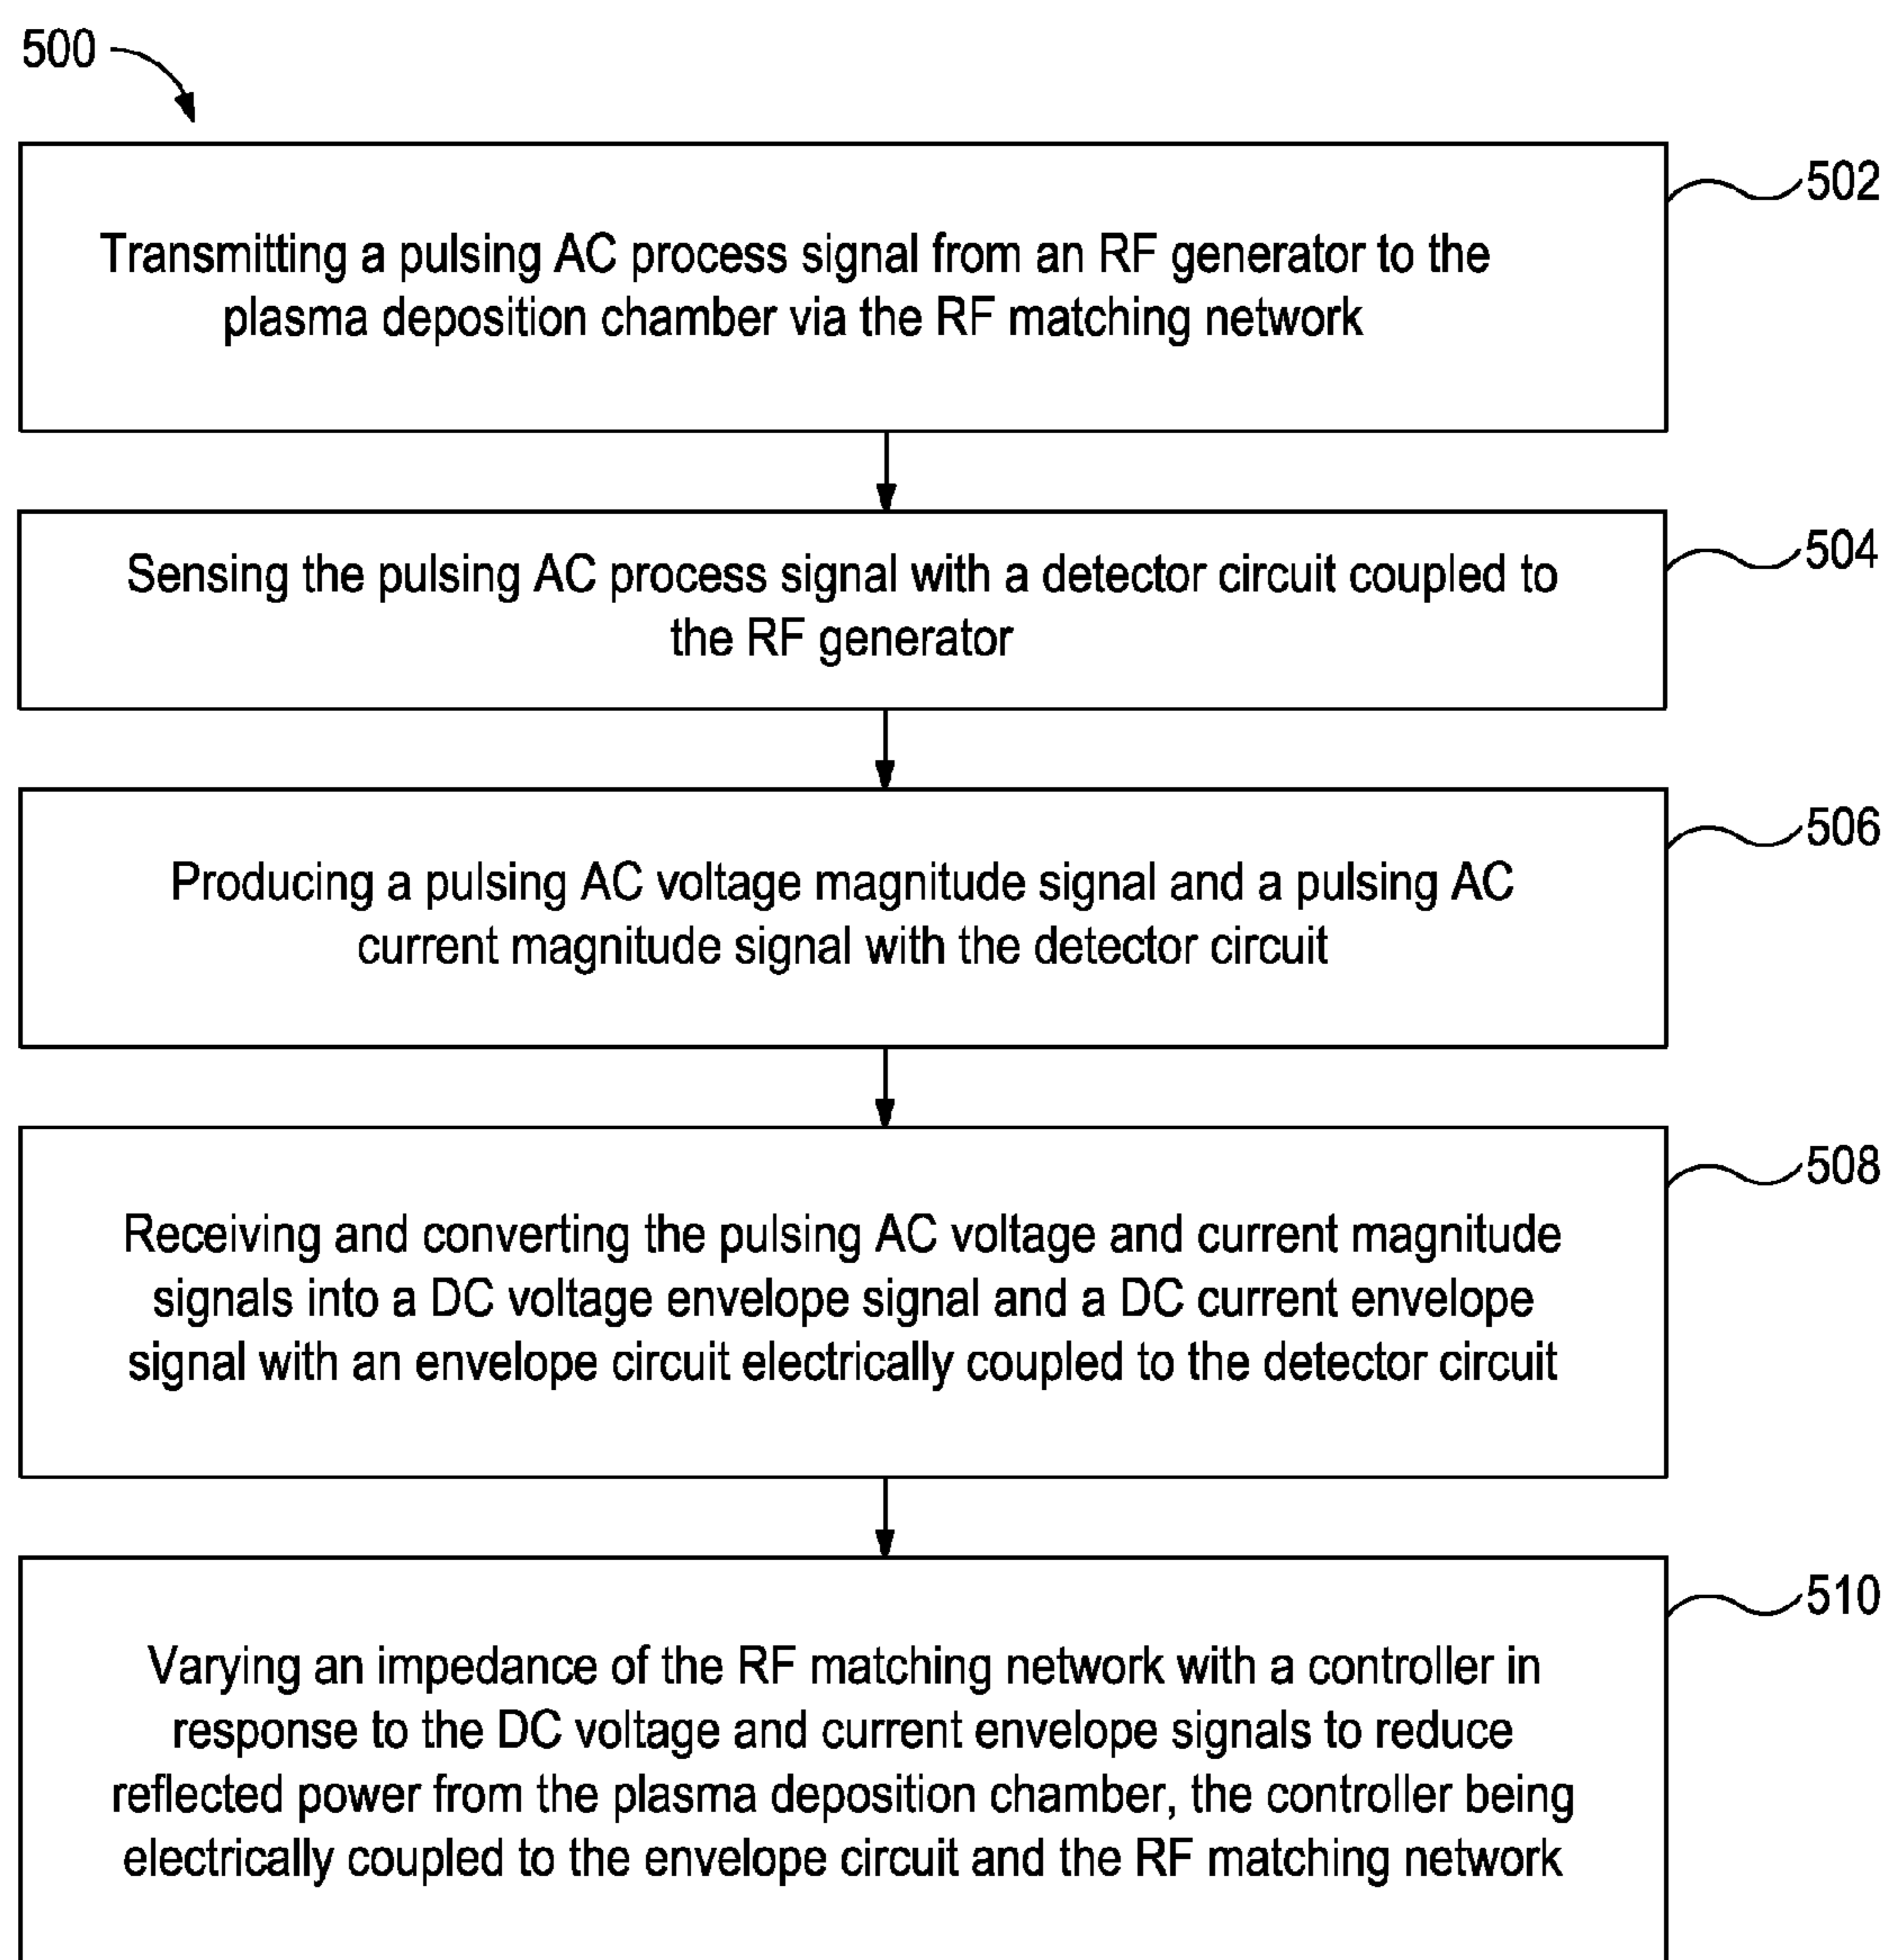 500
502
Transmitting a pulsing AC process signal from an RF generator to the
plasma deposition chamber via the RF matching network
504
Sensing the pulsing AC process signal with a detector circuit coupled to
the RF generator
506
Producing a pulsing AC voltage magnitude signal and a pulsing AC
current magnitude signal with the detector circuit
508
Receiving and converting the pulsing AC voltage and current magnitude
signals into a DC voltage envelope signal and a DC current envelope
signal with an envelope circuit electrically coupled to the detector circuit
510
Varying an impedance of the RF matching network with a controller in
response to the DC voltage and current envelope signals to reduce
reflected power from the plasma deposition chamber, the controller being
electrically coupled to the envelope circuit and the RF matching network